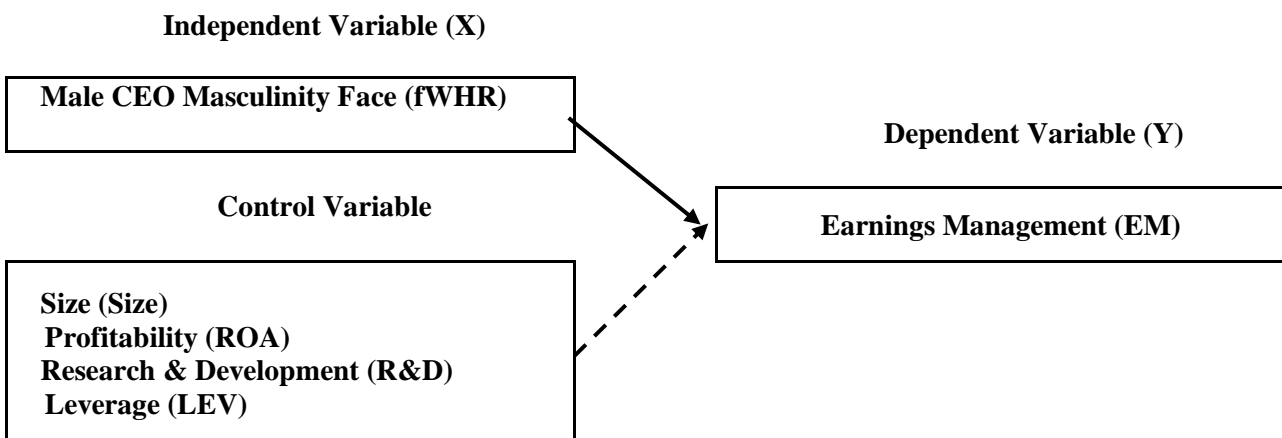 Independent Variable (X)
Male CEO Masculinity Face (fWHR)
Dependent Variable (Y)
Control Variable
Earnings Management (EM)
Size (Size)
Profitability (ROA)
Research & Development (R&D)
Leverage (LEV)